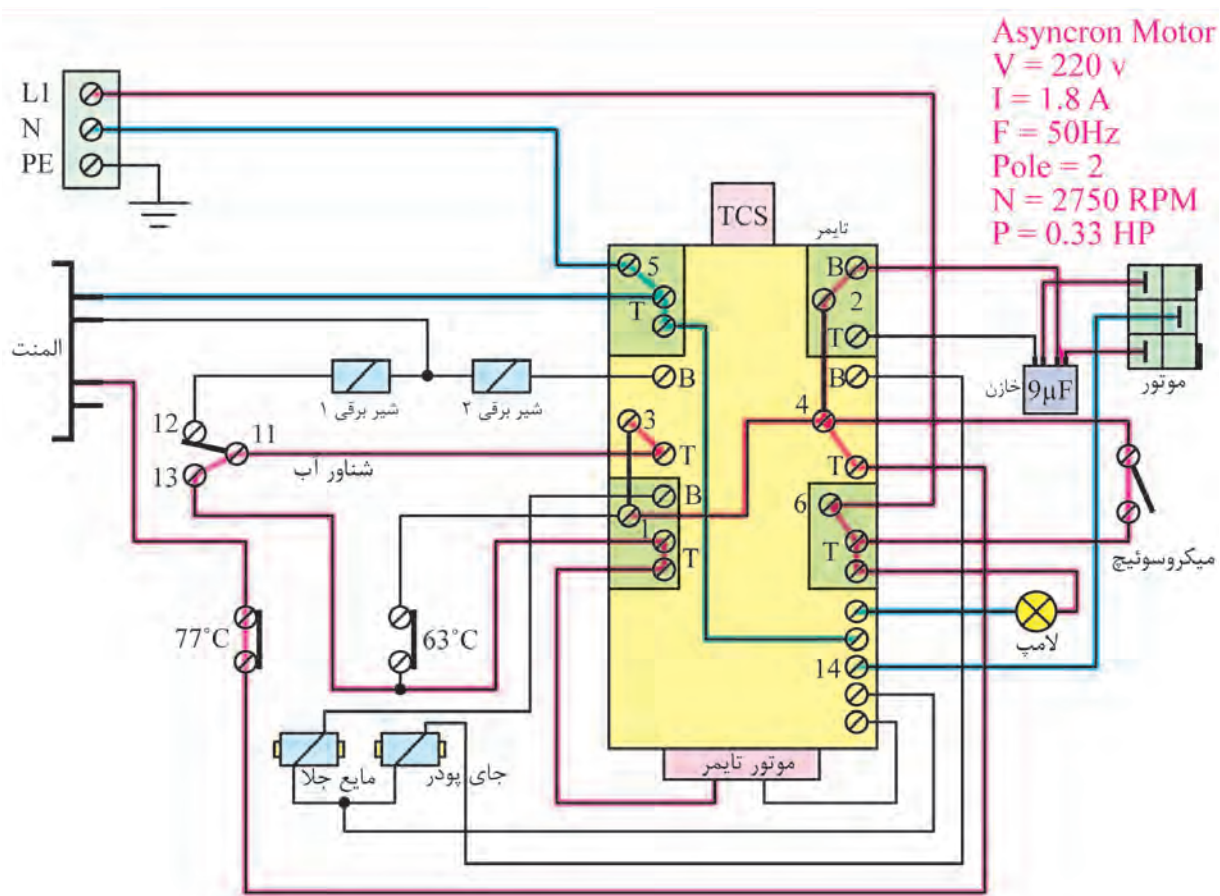 Asyncron Motor
V = 220 v
I = 1.8 A
F = 50Hz
Pole = 2
N = 2750 RPM
P = 0.33 HP
L1
N
PE
TCS
تایمر
5
T
B
2
T
B
المنت
شیر برقی ۱
شیر برقی ۲
B
خازن
9µF
موتور
12
11
13
شناور آب
3
T
4
T
B
1
T
6
T
میکروسوئیچ
77°C
63°C
لامپ
14
مایع جلا
جای پودر
موتور تایمر